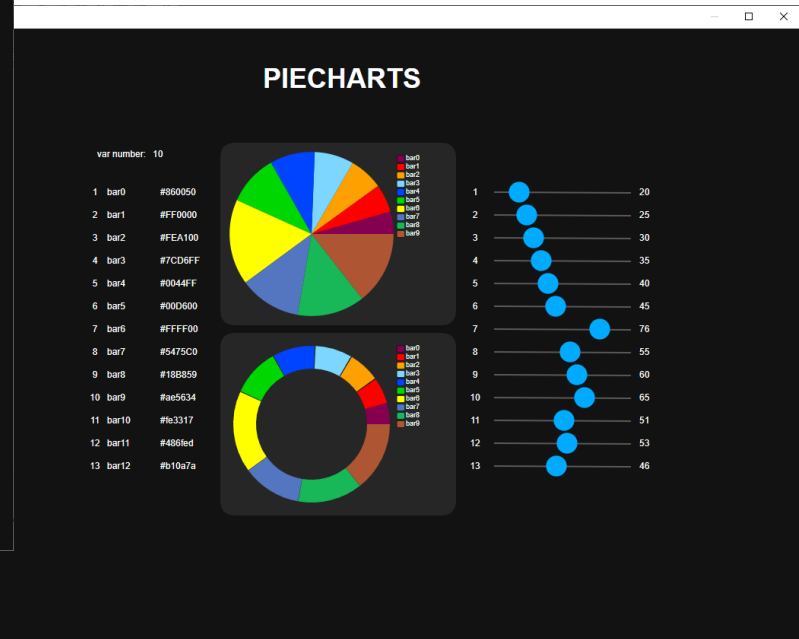 PIECHARTS
var number: 10
1 bar0 #860050
2 bar1 #FF0000
3 bar2 #FEA100
4 bar3 #7CD6FF
5 bar4 #0044FF
6 bar5 #00D600
7 bar6 #FFFF00
8 bar7 #5475C0
9 bar8 #18B859
10 bar9 #ae5634
11 bar10 #fe3317
12 bar11 #486fed
13 bar12 #b10a7a
bar0
bar1
bar2
bar3
bar4
bar5
bar6
bar7
bar8
bar9
bar0
bar1
bar2
bar3
bar4
bar5
bar6
bar7
bar8
bar9
1 20
2 25
3 30
4 35
5 40
6 45
7 76
8 55
9 60
10 65
11 51
12 53
13 46